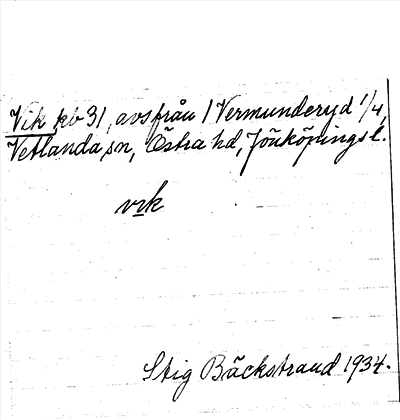 Vik kb 31, avs från 1 Vermunderyd 1/4,
Vetlanda sn, Östra hd, Jönköpings l.
vik
Stig Bäckstrand 1934.